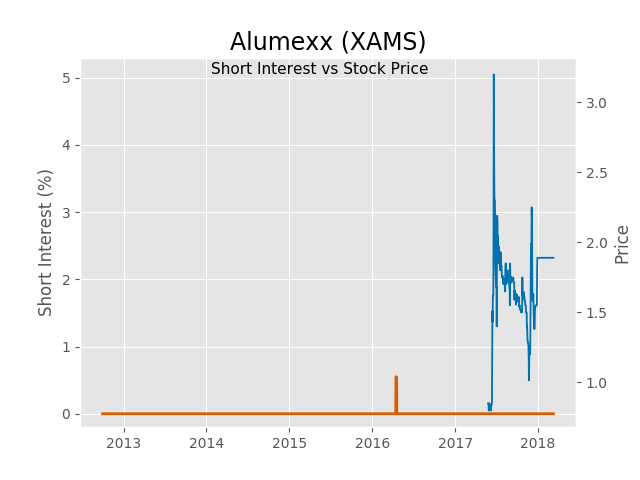 Alumexx (XAMS)
Short Interest vs Stock Price
Short Interest (%)
5
4
3
2
1
0
3.0
2.5
2.0
1.5
1.0
Price
2013 2014 2015 2016 2017 2018